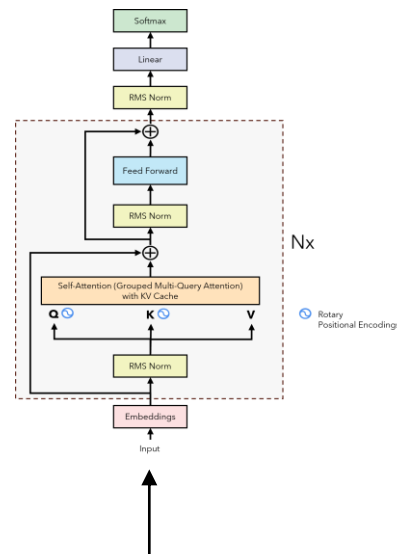 Softmax
Linear
RMS Norm
Feed Forward
RMS Norm
Nx
Self-Attention (Grouped Multi-Query Attention)
with KV Cache
Q K V
Rotary
Positional Encodings
RMS Norm
Embeddings
Input